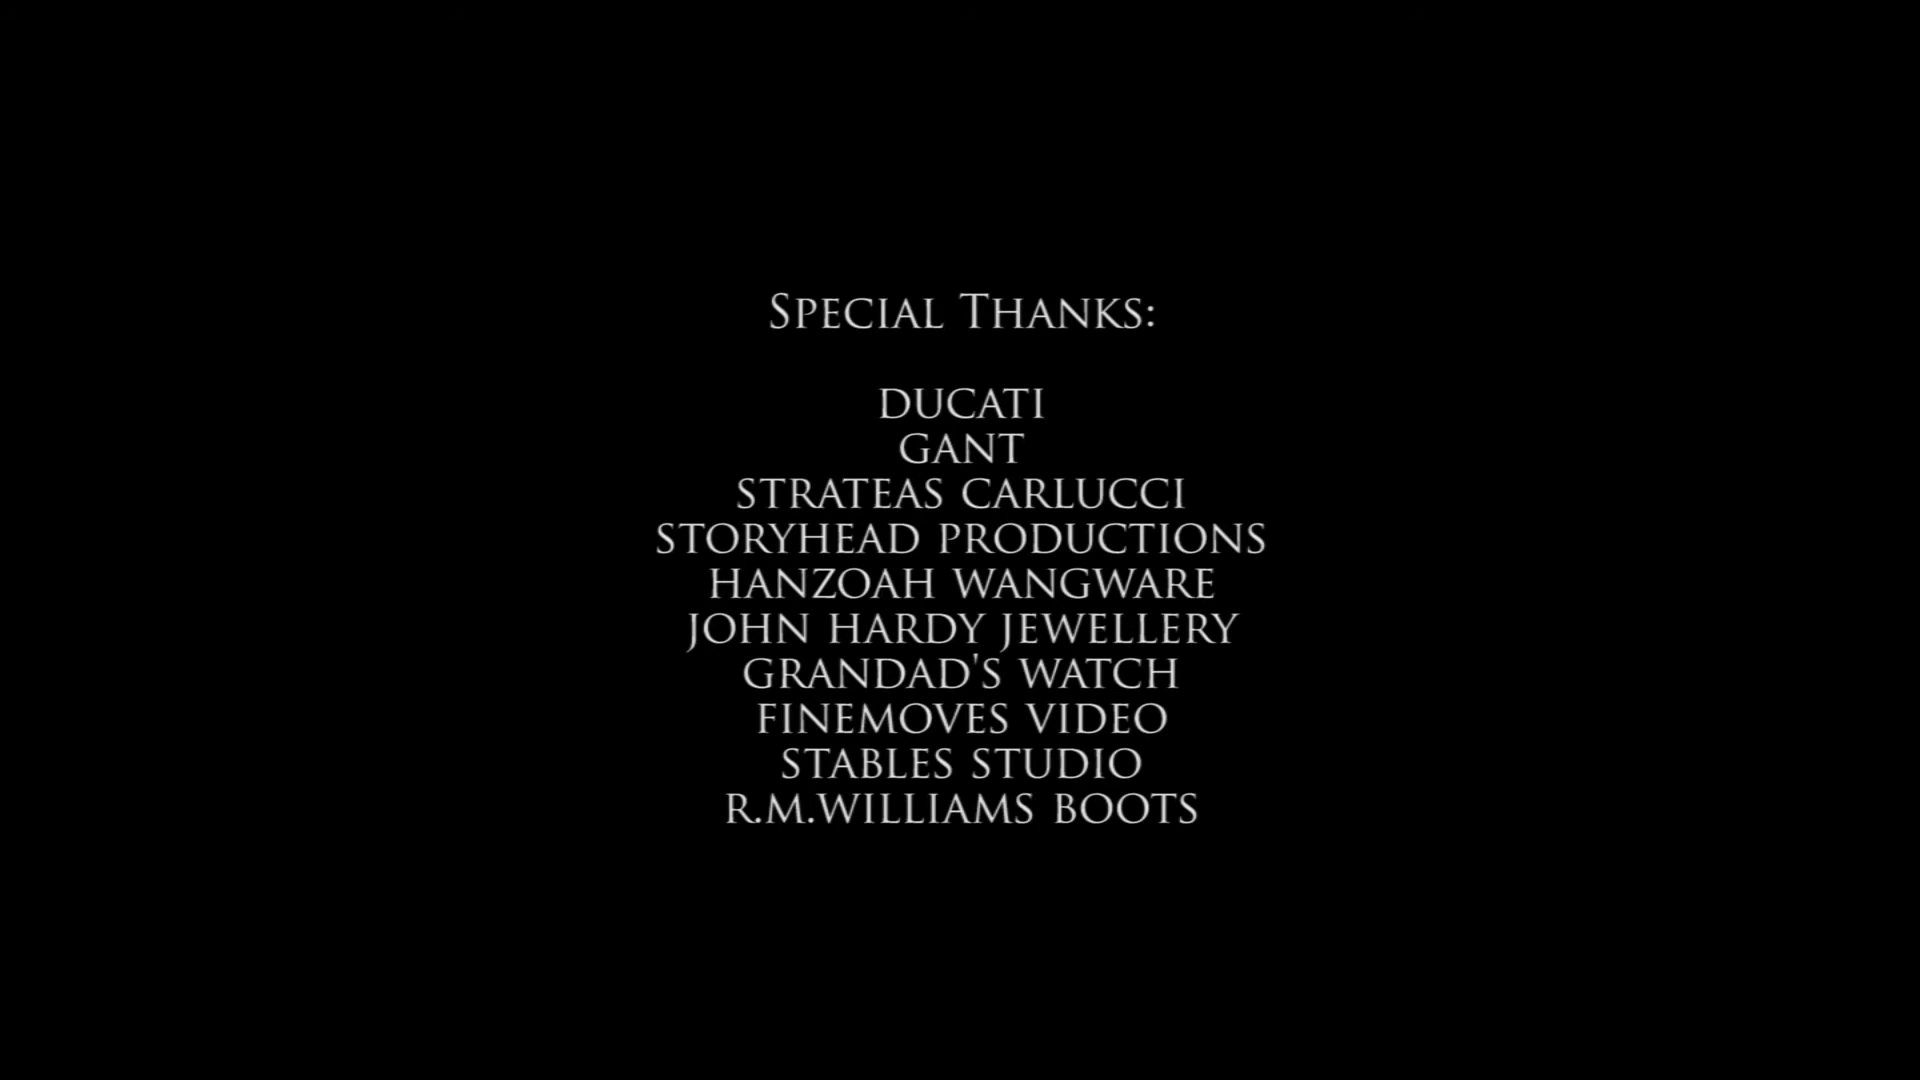 SPECIAL THANKS:
DUCATI
GANT
STRATEAS CARLUCCI
STORYHEAD PRODUCTIONS
HANZOAH WANGWARE
JOHN HARDY JEWELLERY
GRANDAD'S WATCH
FINEMOVES VIDEO
STABLES STUDIO
R.M.WILLIAMS BOOTS